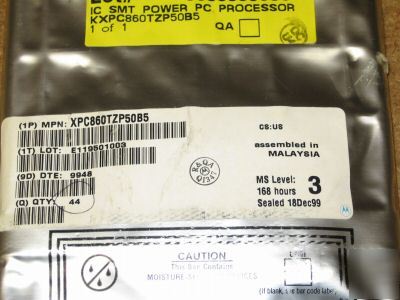 IC SMT POWER PC PROCESSOR
KXPC860TZP50B5
1 of 1
QA
(1P) MPN: XPC860TZP50B5
CS:US
(1T) LOT: E119501003
assembled in
MALAYSIA
R&QA
(9D) DTE: 9948
MS Level: 3
168 hours
(Q) QTY: 44
Sealed 18Dec99
CAUTION
This Bag Contains
MOISTURE-SENSITIVE DEVICES
(if blank, see bar code label)